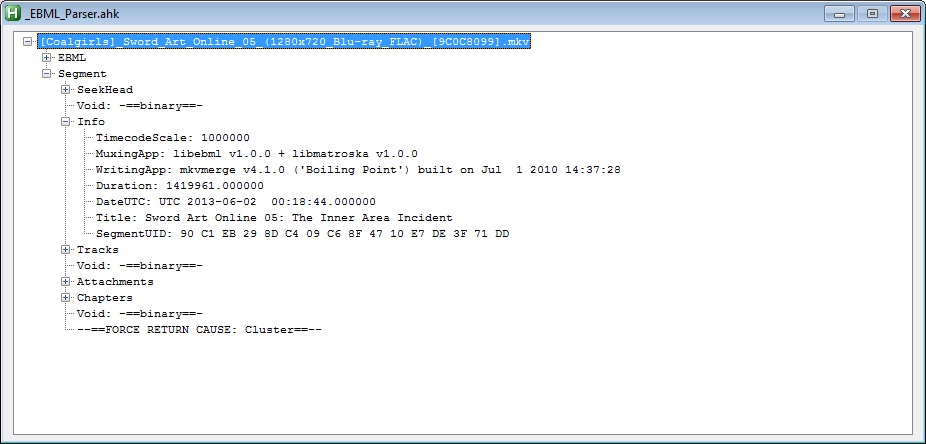 _EBML_Parser.ahk
[Coalgirls]_Sword_Art_Online_05_(1280x720_Blu-ray_FLAC)_[9C0C8099].mkv
EBML
Segment
SeekHead
Void: -==binary==-
Info
TimecodeScale: 1000000
MuxingApp: libebml v1.0.0 + libmatroska v1.0.0
WritingApp: mkvmerge v4.1.0 ('Boiling Point') built on Jul  1 2010 14:37:28
Duration: 1419961.000000
DateUTC: UTC 2013-06-02  00:18:44.000000
Title: Sword Art Online 05: The Inner Area Incident
SegmentUID: 90 C1 EB 29 8D C4 09 C6 8F 47 10 E7 DE 3F 71 DD
Tracks
Void: -==binary==-
Attachments
Chapters
Void: -==binary==-
--==FORCE RETURN CAUSE: Cluster==--